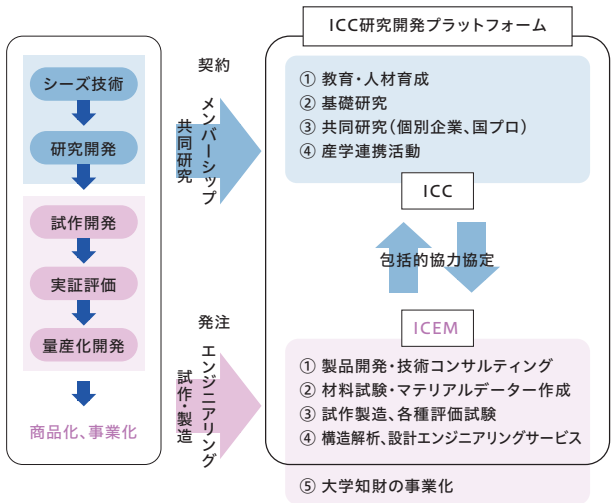 シーズ技術
研究開発
試作開発
実証評価
量産化開発
商品化、事業化
契約
メンバーシップ
共同研究
発注
エンジニアリング
試作・製造
ICC研究開発プラットフォーム
① 教育・人材育成
② 基礎研究
③ 共同研究(個別企業、国プロ)
④ 産学連携活動
ICC
包括的協力協定
ICEM
① 製品開発・技術コンサルティング
② 材料試験・マテリアルデーター作成
③ 試作製造、各種評価試験
④ 構造解析、設計エンジニアリングサービス
⑤ 大学知財の事業化